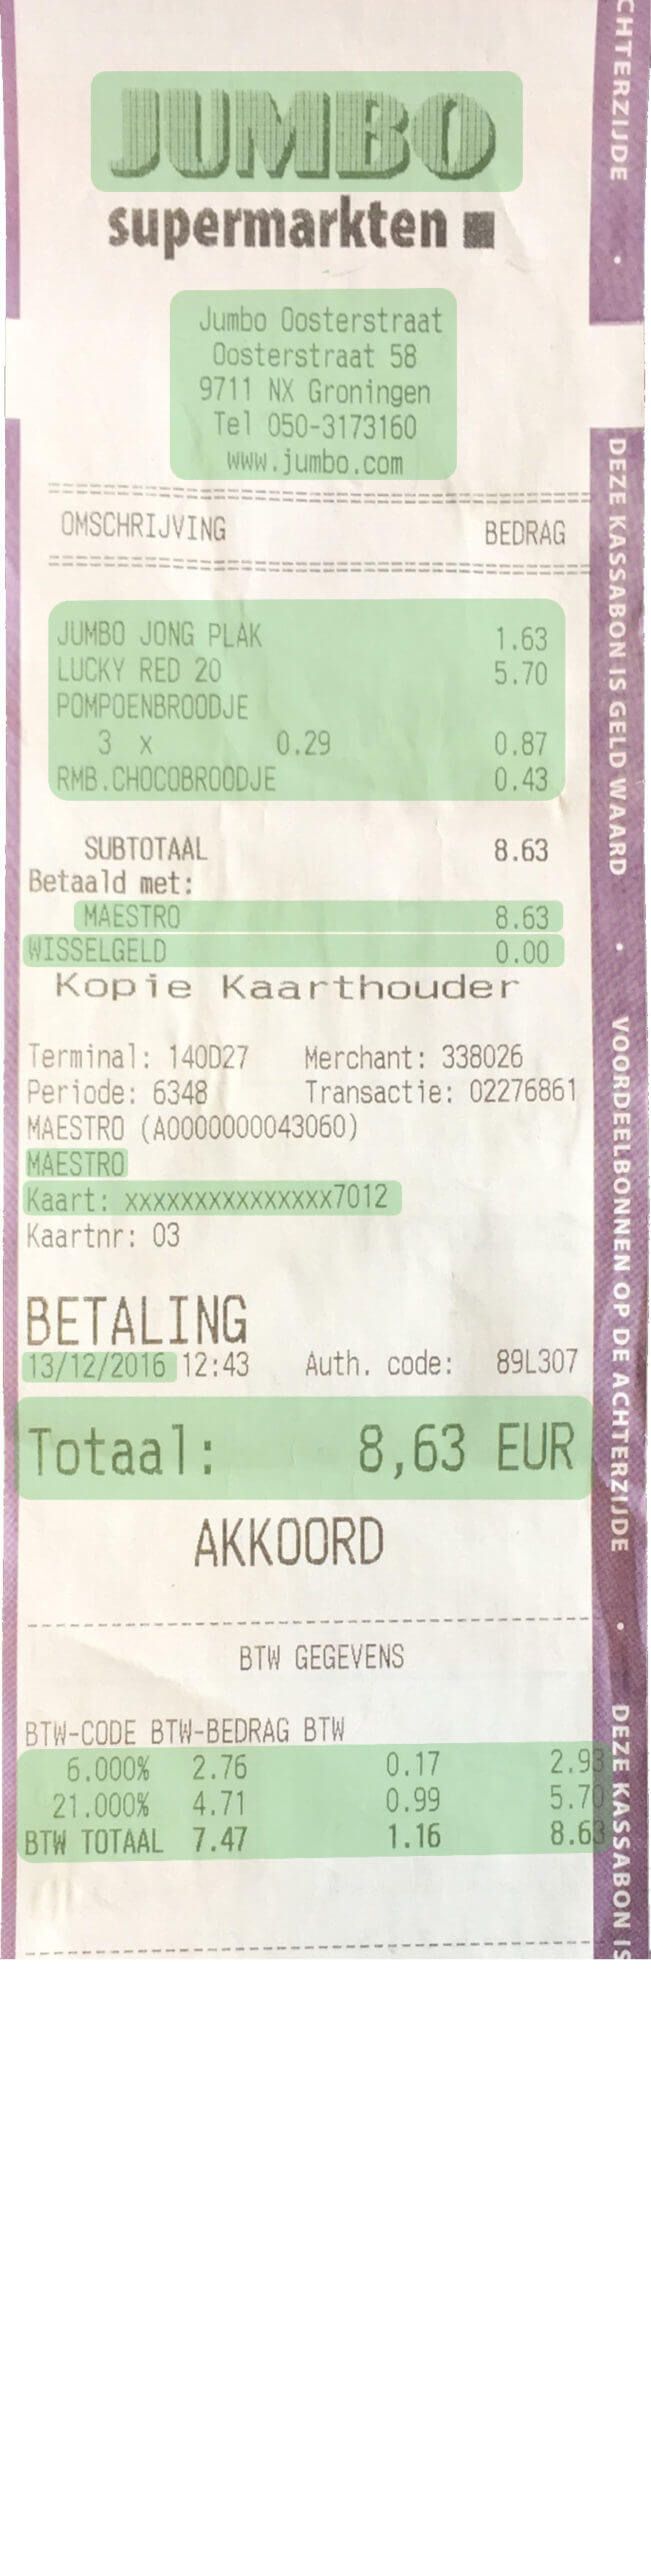 JUMBO
supermarkten
Jumbo Oosterstraat
Oosterstraat 58
9711 NX Groningen
Tel 050-3173160
www.jumbo.com
OMSCHRIJVING BEDRAG
JUMBO JONG PLAK 1.63
LUCKY RED 20 5.70
POMPOENBROODJE
3 x 0.29 0.87
RMB.CHOCOBROODJE 0.43
SUBTOTAAL 8.63
Betaald met:
MAESTRO 8.63
WISSELGELD 0.00
Kopie Kaarthouder
Terminal: 140D27 Merchant: 338026
Periode: 6348 Transactie: 02276861
MAESTRO (A0000000043060)
MAESTRO
Kaart: xxxxxxxxxxxxxxx7012
Kaartnr: 03
BETALING
13/12/2016 12:43 Auth. code: 89L307
Totaal: 8,63 EUR
AKKOORD
BTW GEGEVENS
BTW-CODE BTW-BEDRAG BTW
6.000% 2.76 0.17 2.93
21.000% 4.71 0.99 5.70
BTW TOTAAL 7.47 1.16 8.63
CHTERZIJDE • DEZE KASSABON IS GELD WAARD • VOORDEELBONNEN OP DE ACHTERZIJDE • DEZE KASSABON IS